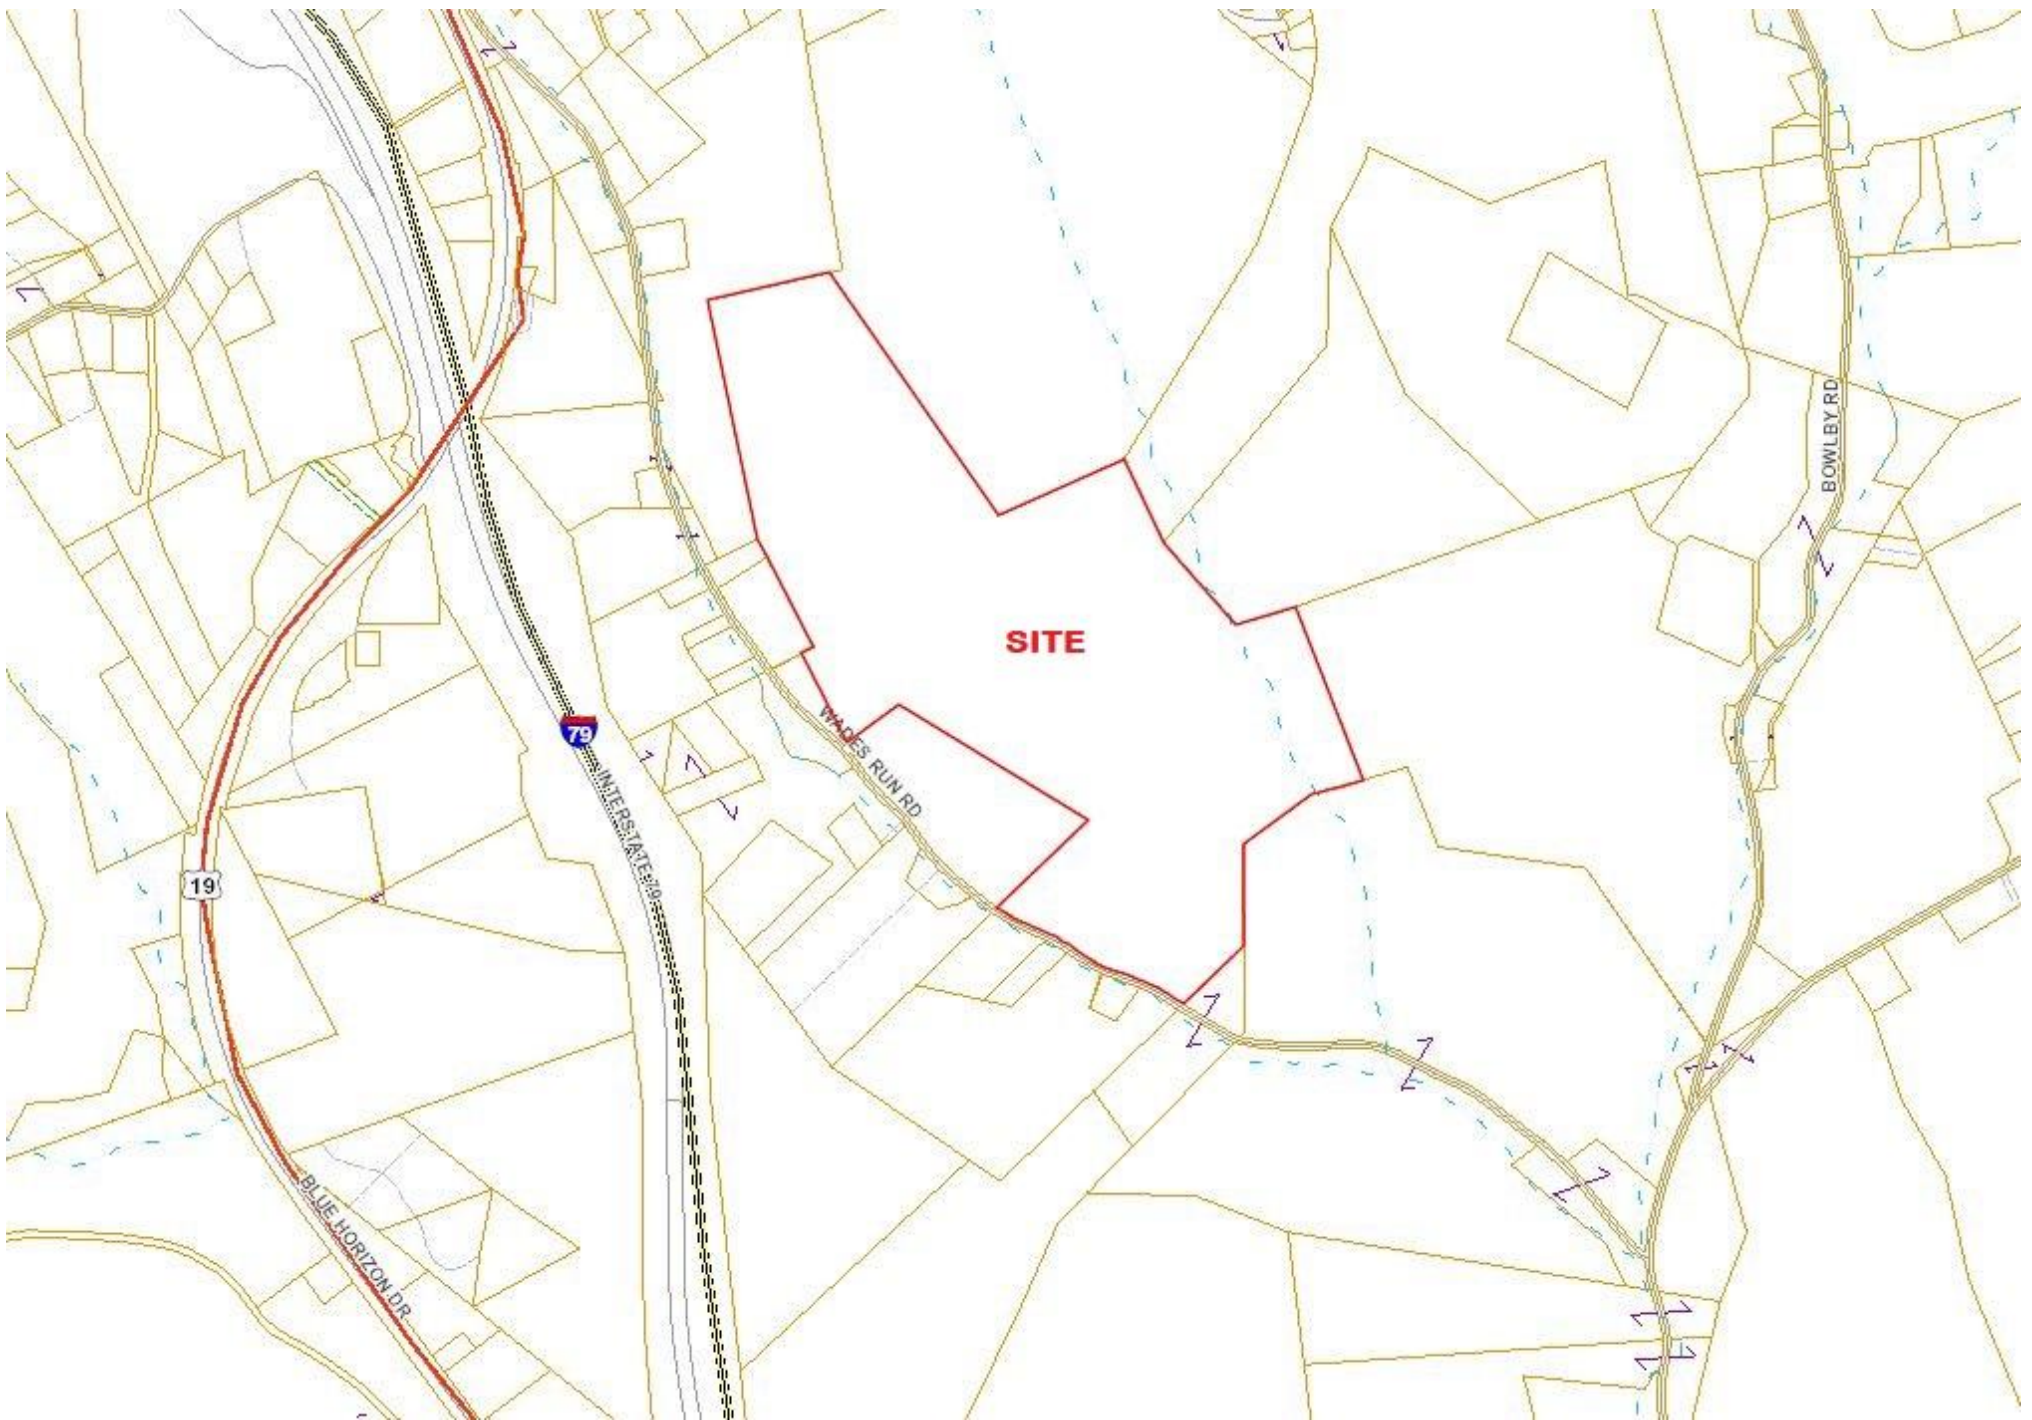 BOWLBY RD
SITE
WADES RUN RD
79
INTERSTATE 79
19
BLUE HORIZON DR